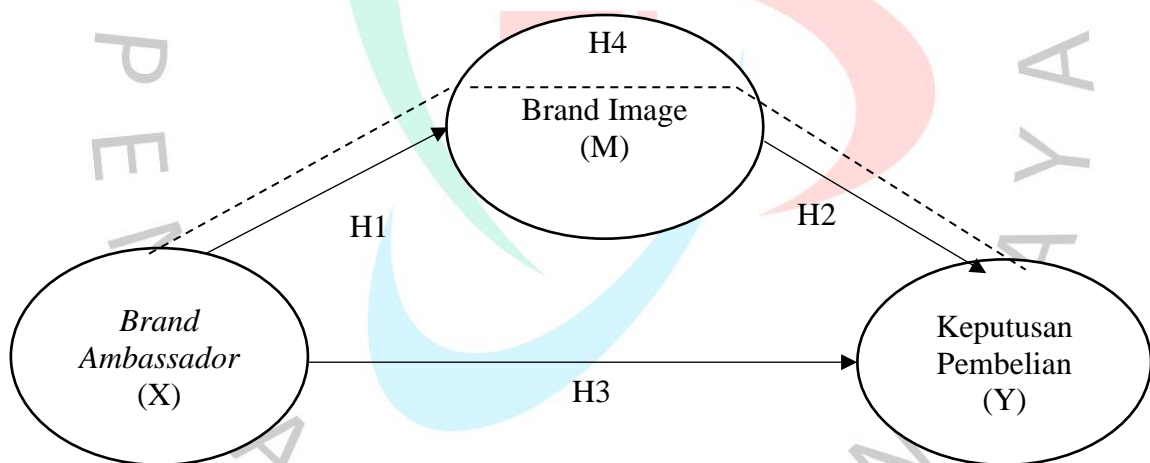 H4
Brand Image
(M)
H1
H2
Brand
Ambassador
(X)
Keputusan
Pembelian
(Y)
H3